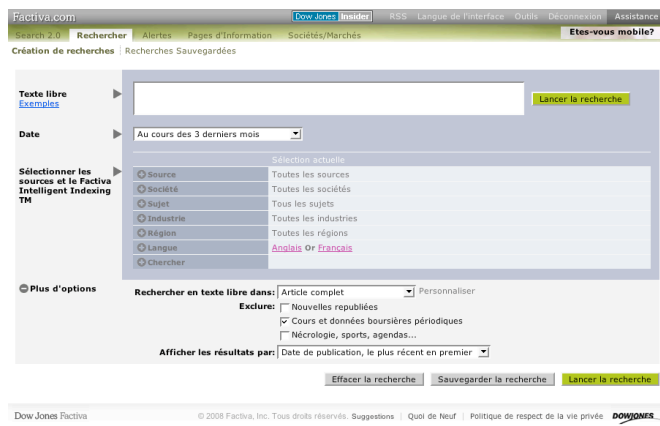 Factiva.com Dow Jones Insider RSS Langue de l'interface Outils Déconnexion Assistance
Search 2.0 Rechercher Alertes Pages d'Information Sociétés/Marchés Etes-vous mobile?
Création de recherches | Recherches Sauvegardées
Texte libre
Exemples
Lancer la recherche
Date Au cours des 3 derniers mois
Sélection actuelle
Sélectionner les sources et le Factiva Intelligent Indexing TM
Source Toutes les sources
Société Toutes les sociétés
Sujet Tous les sujets
Industrie Toutes les industries
Région Toutes les régions
Langue Anglais Or Français
Chercher
Plus d'options
Rechercher en texte libre dans: Article complet Personnaliser
Exclure: Nouvelles republiées
Cours et données boursières périodiques
Nécrologie, sports, agendas...
Afficher les résultats par: Date de publication, le plus récent en premier
Effacer la recherche Sauvegarder la recherche Lancer la recherche
Dow Jones Factiva © 2008 Factiva, Inc. Tous droits réservés. Suggestions | Quoi de Neuf | Politique de respect de la vie privée DOWJONES